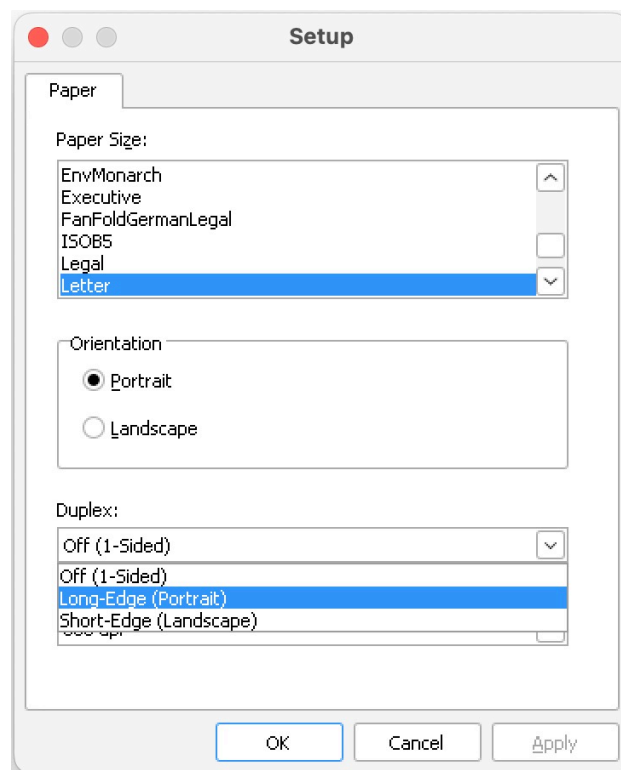 Setup
Paper
Paper Size:
EnvMonarch
Executive
FanFoldGermanLegal
ISOB5
Legal
Letter
Orientation
Portrait
Landscape
Duplex:
Off (1-Sided)
Off (1-Sided)
Long-Edge (Portrait)
Short-Edge (Landscape)
OK
Cancel
Apply